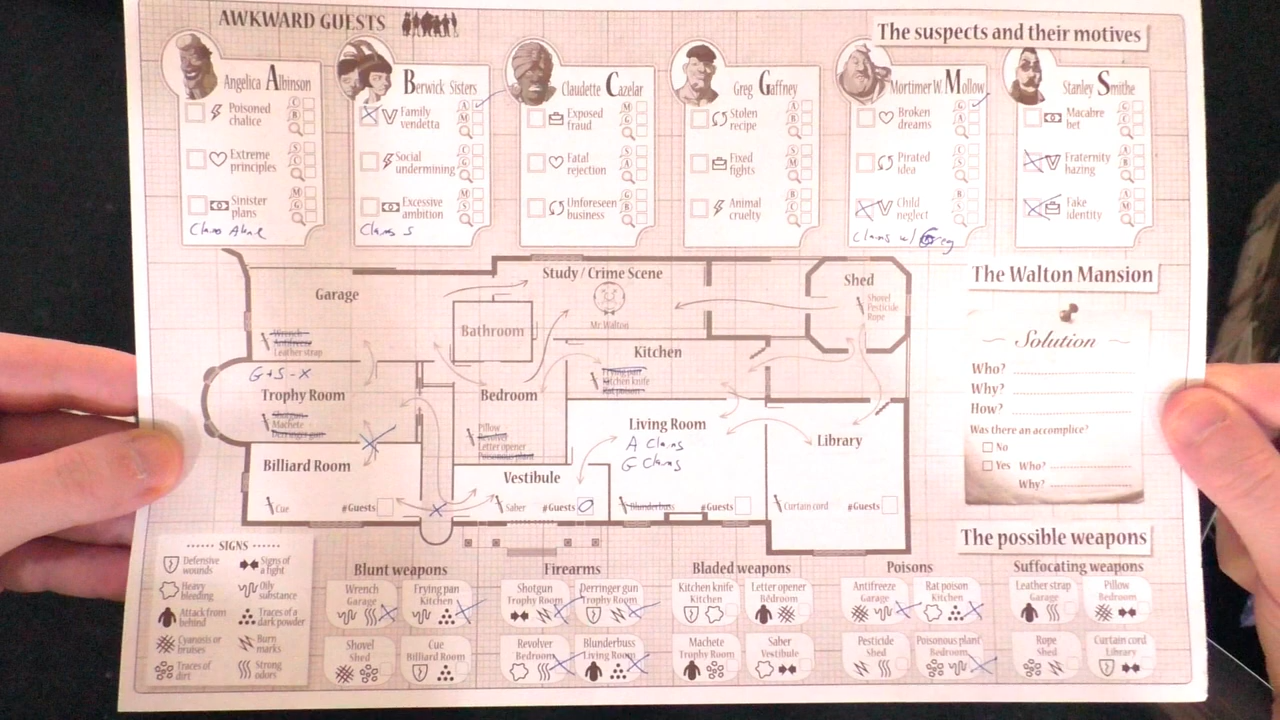 AWKWARD GUESTS
The suspects and their motives
Angelica Albinson
Poisoned chalice
Extreme principles
Sinister plans
Berwick Sisters
Family vendetta
Social undermining
Excessive ambition
Claims S
Claudette Cazelar
Exposed fraud
Fatal rejection
Unforeseen business
Greg Gaffney
Stolen recipe
Fixed fights
Animal cruelty
Mortimer W. Mollow
Broken dreams
Pirated idea
Child neglect
Claims w/ Greg
Stanley Smithe
Macabre bet
Fraternity hazing
Fake identity
Garage
Wrench
Antifreeze
Leather strap
Study / Crime Scene
Mr. Walton
Bathroom
Shed
Shovel
Pesticide
Rope
The Walton Mansion
Kitchen
Frying pan
Kitchen knife
Rat poison
G+S-X
Trophy Room
Shotgun
Machete
Derringer gun
Bedroom
Pillow
Revolver
Letter opener
Poisonous plant
Living Room
A Claims
G Claims
Blunderbuss
#Guests
Library
Curtain cord
#Guests
Billiard Room
Cue
#Guests
Vestibule
Saber
#Guests 0
Solution
Who?
Why?
How?
Was there an accomplice?
No
Yes Who?
Why?
The possible weapons
SIGNS
Defensive wounds
Signs of a fight
Heavy bleeding
Oily substance
Attack from behind
Traces of a dark powder
Cyanosis or bruises
Burn marks
Traces of dirt
Strong odors
Blunt weapons
Wrench
Garage
Frying pan
Kitchen
Shovel
Shed
Cue
Billiard Room
Firearms
Shotgun
Trophy Room
Derringer gun
Trophy Room
Revolver
Bedroom
Blunderbuss
Living Room
Bladed weapons
Kitchen knife
Kitchen
Letter opener
Bedroom
Machete
Trophy Room
Saber
Vestibule
Poisons
Antifreeze
Garage
Rat poison
Kitchen
Pesticide
Shed
Poisonous plant
Bedroom
Suffocating weapons
Leather strap
Garage
Pillow
Bedroom
Rope
Shed
Curtain cord
Library